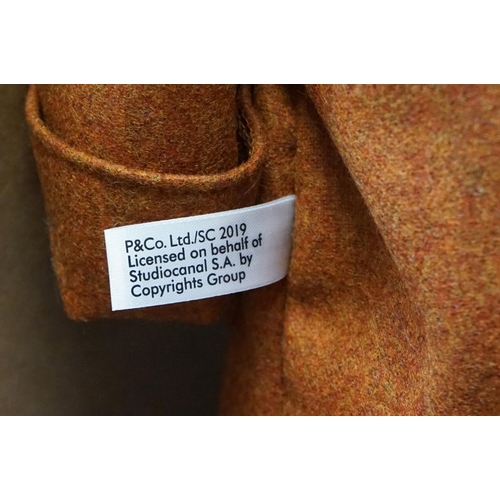 P&Co. Ltd./SC 2019
Licensed on behalf of
Studiocanal S.A. by
Copyrights Group